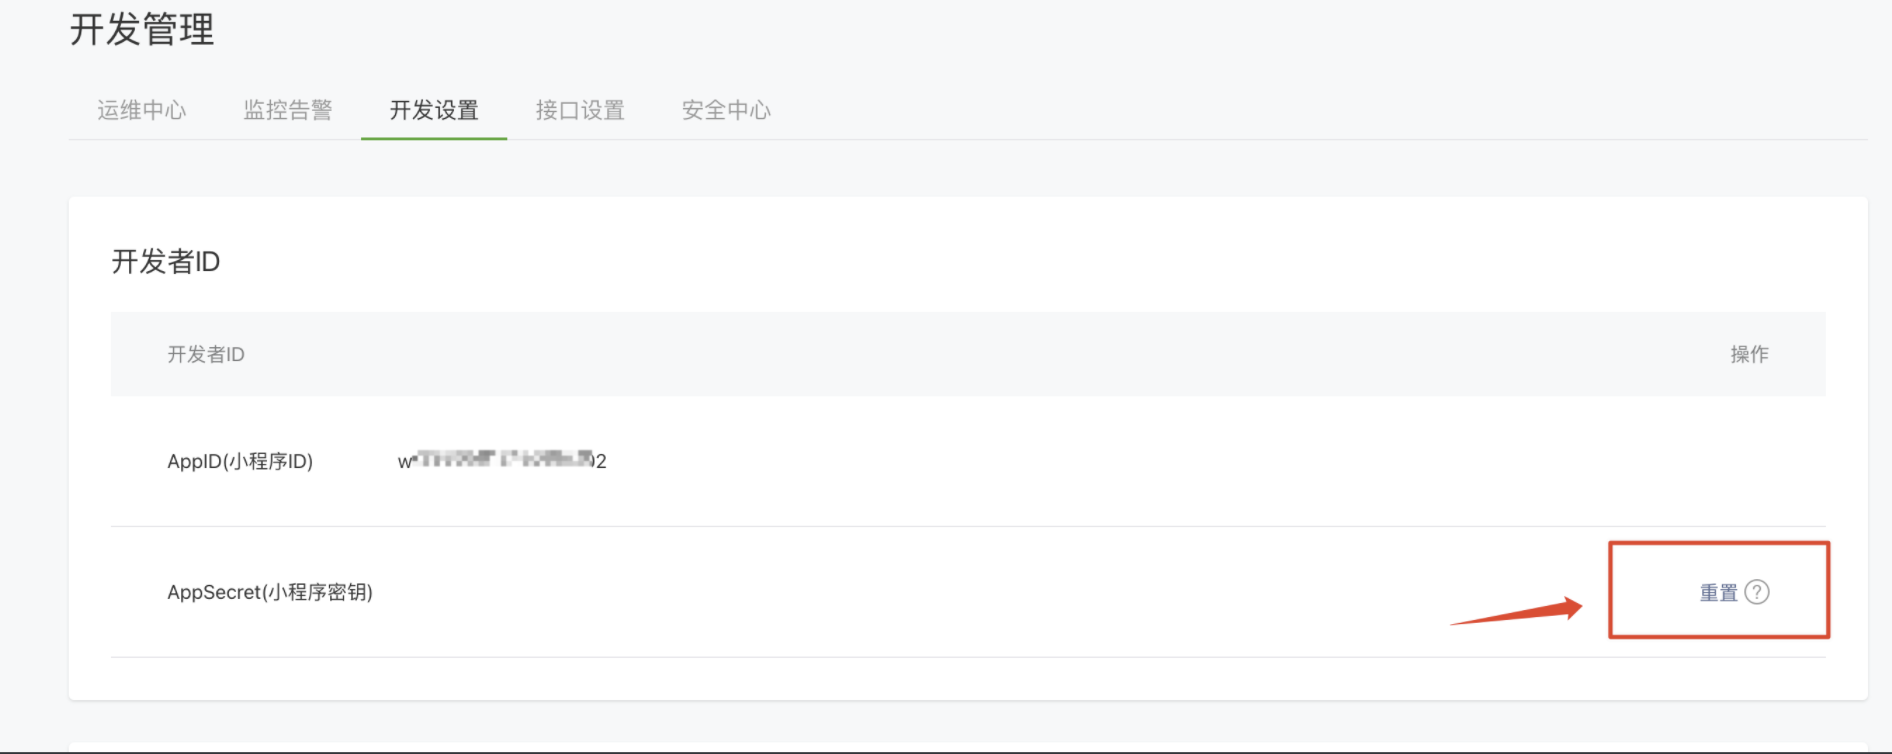 开发管理
运维中心 监控告警 开发设置 接口设置 安全中心
开发者ID
开发者ID 操作
AppID(小程序ID)
AppSecret(小程序密钥) 重置 ?